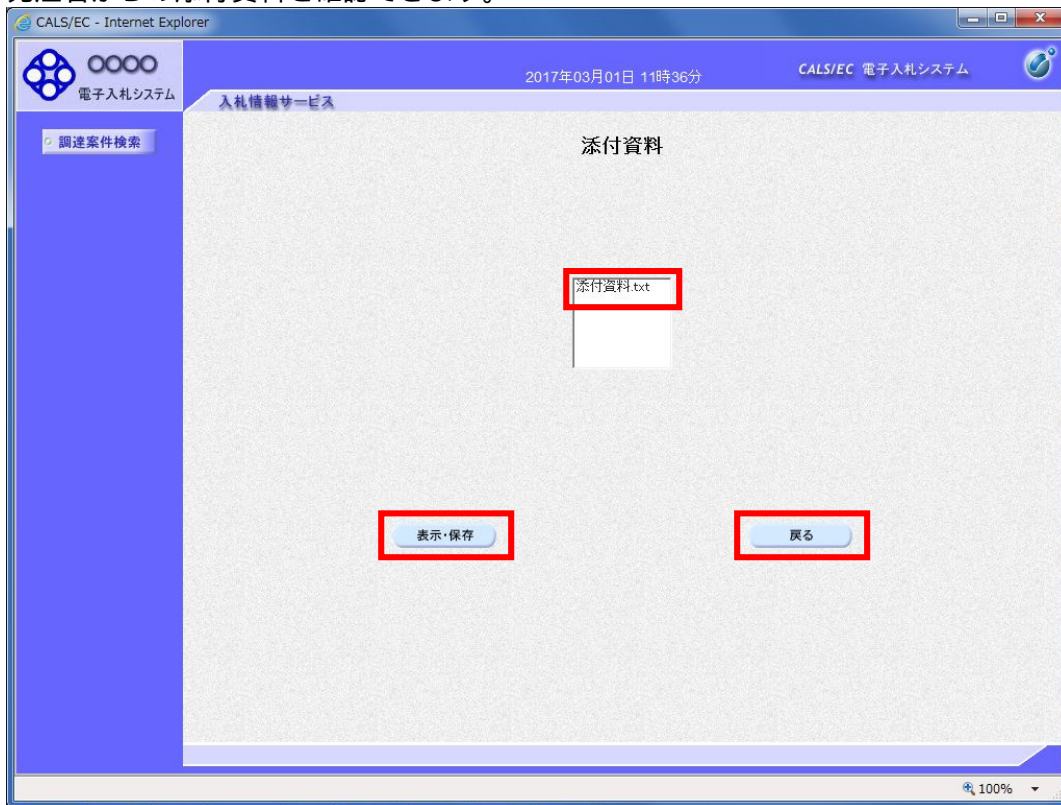 CALS/EC - Internet Explorer
○○○○
電子入札システム
2017年03月01日 11時36分
CALS/EC 電子入札システム
入札情報サービス
調達案件検索
添付資料
添付資料.txt
表示・保存
戻る
100%